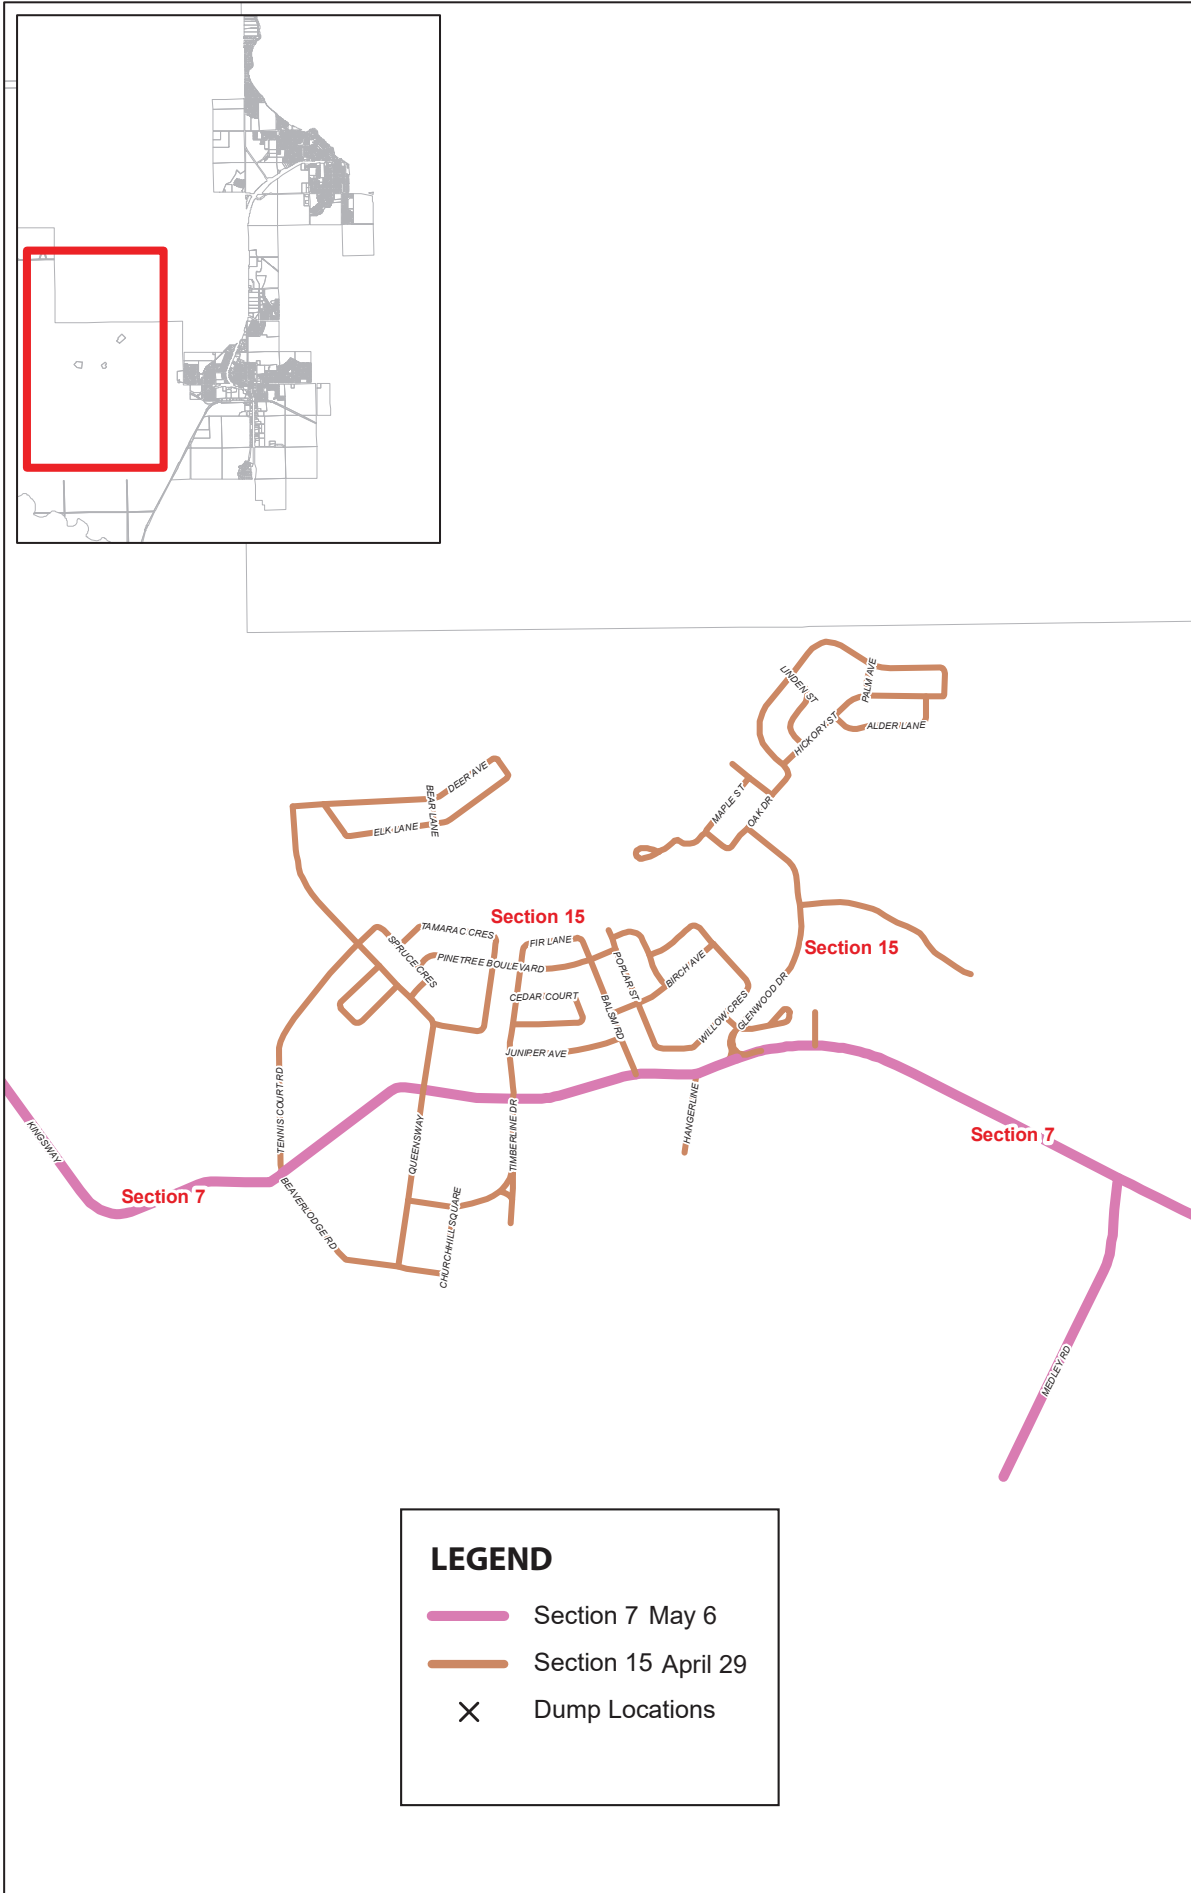 LINDEN ST
PALM AVE
HICKORY ST
ALDER LANE
DEER AVE
BEAR LANE
ELK LANE
MAPLE ST
OAK DR
Section 15
TAMARAC CRES
FIR LANE
SPRUCE CRES
PINETREE BOULEVARD
POPLAR ST
BIRCH AVE
Section 15
CEDAR COURT
BALSM RD
WILLOW CRES
GLENWOOD DR
JUNIPER AVE
TENNIS COURT RD
KINGSWAY
QUEENSWAY
TIMBERLINE DR
HANGERLINE
Section 7
Section 7
BEAVERLODGE RD
CHURCHHILL SQUARE
MEDLEY RD
LEGEND
Section 7 May 6
Section 15 April 29
Dump Locations